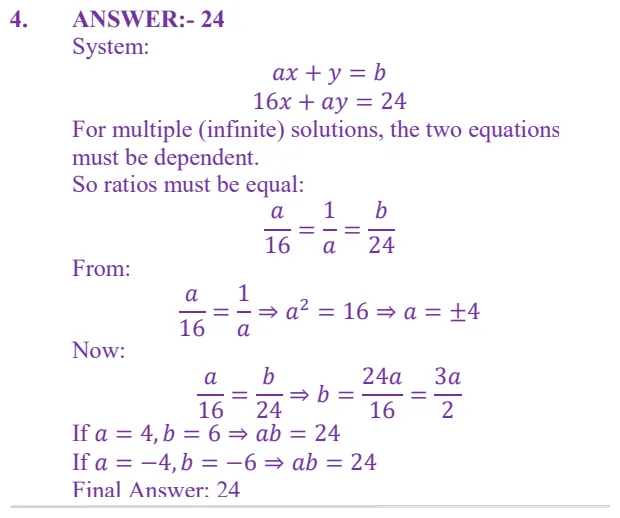 4. ANSWER:- 24
System:
ax + y = b
16x + ay = 24
For multiple (infinite) solutions, the two equations
must be dependent.
So ratios must be equal:
a/16 = 1/a = b/24
From:
a/16 = 1/a ⇒ a² = 16 ⇒ a = ±4
Now:
a/16 = b/24 ⇒ b = 24a/16 = 3a/2
If a = 4, b = 6 ⇒ ab = 24
If a = −4, b = −6 ⇒ ab = 24
Final Answer: 24